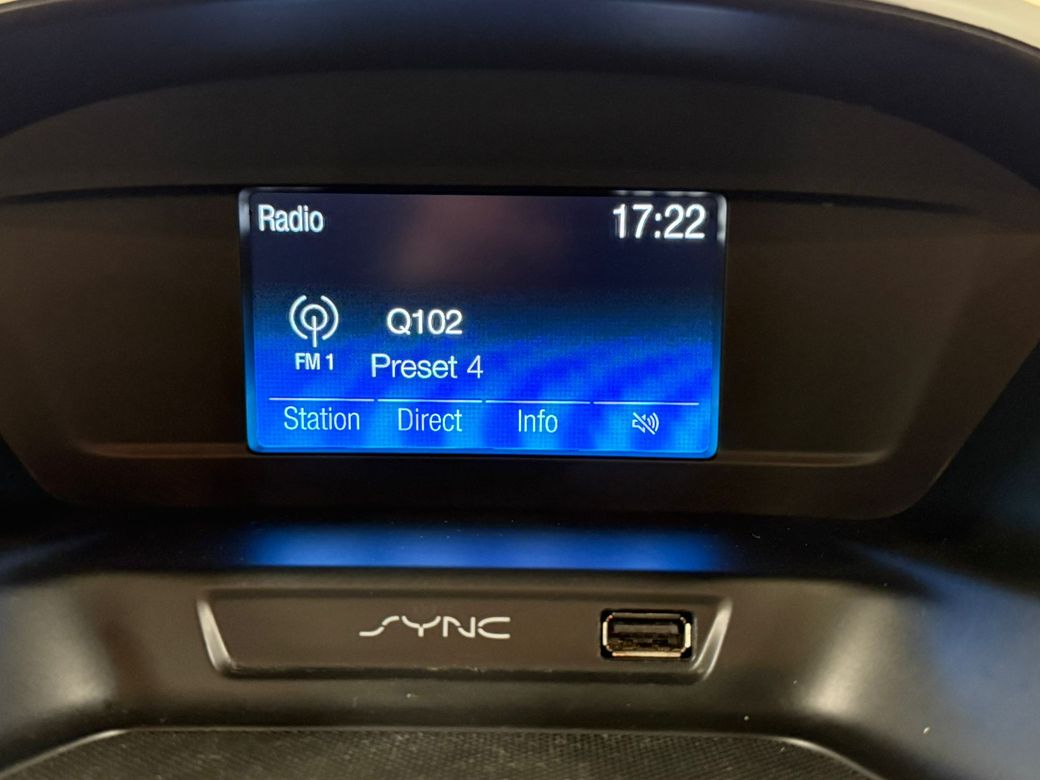 Radio 17:22
Q102
FM 1 Preset 4
Station Direct Info
SYNC